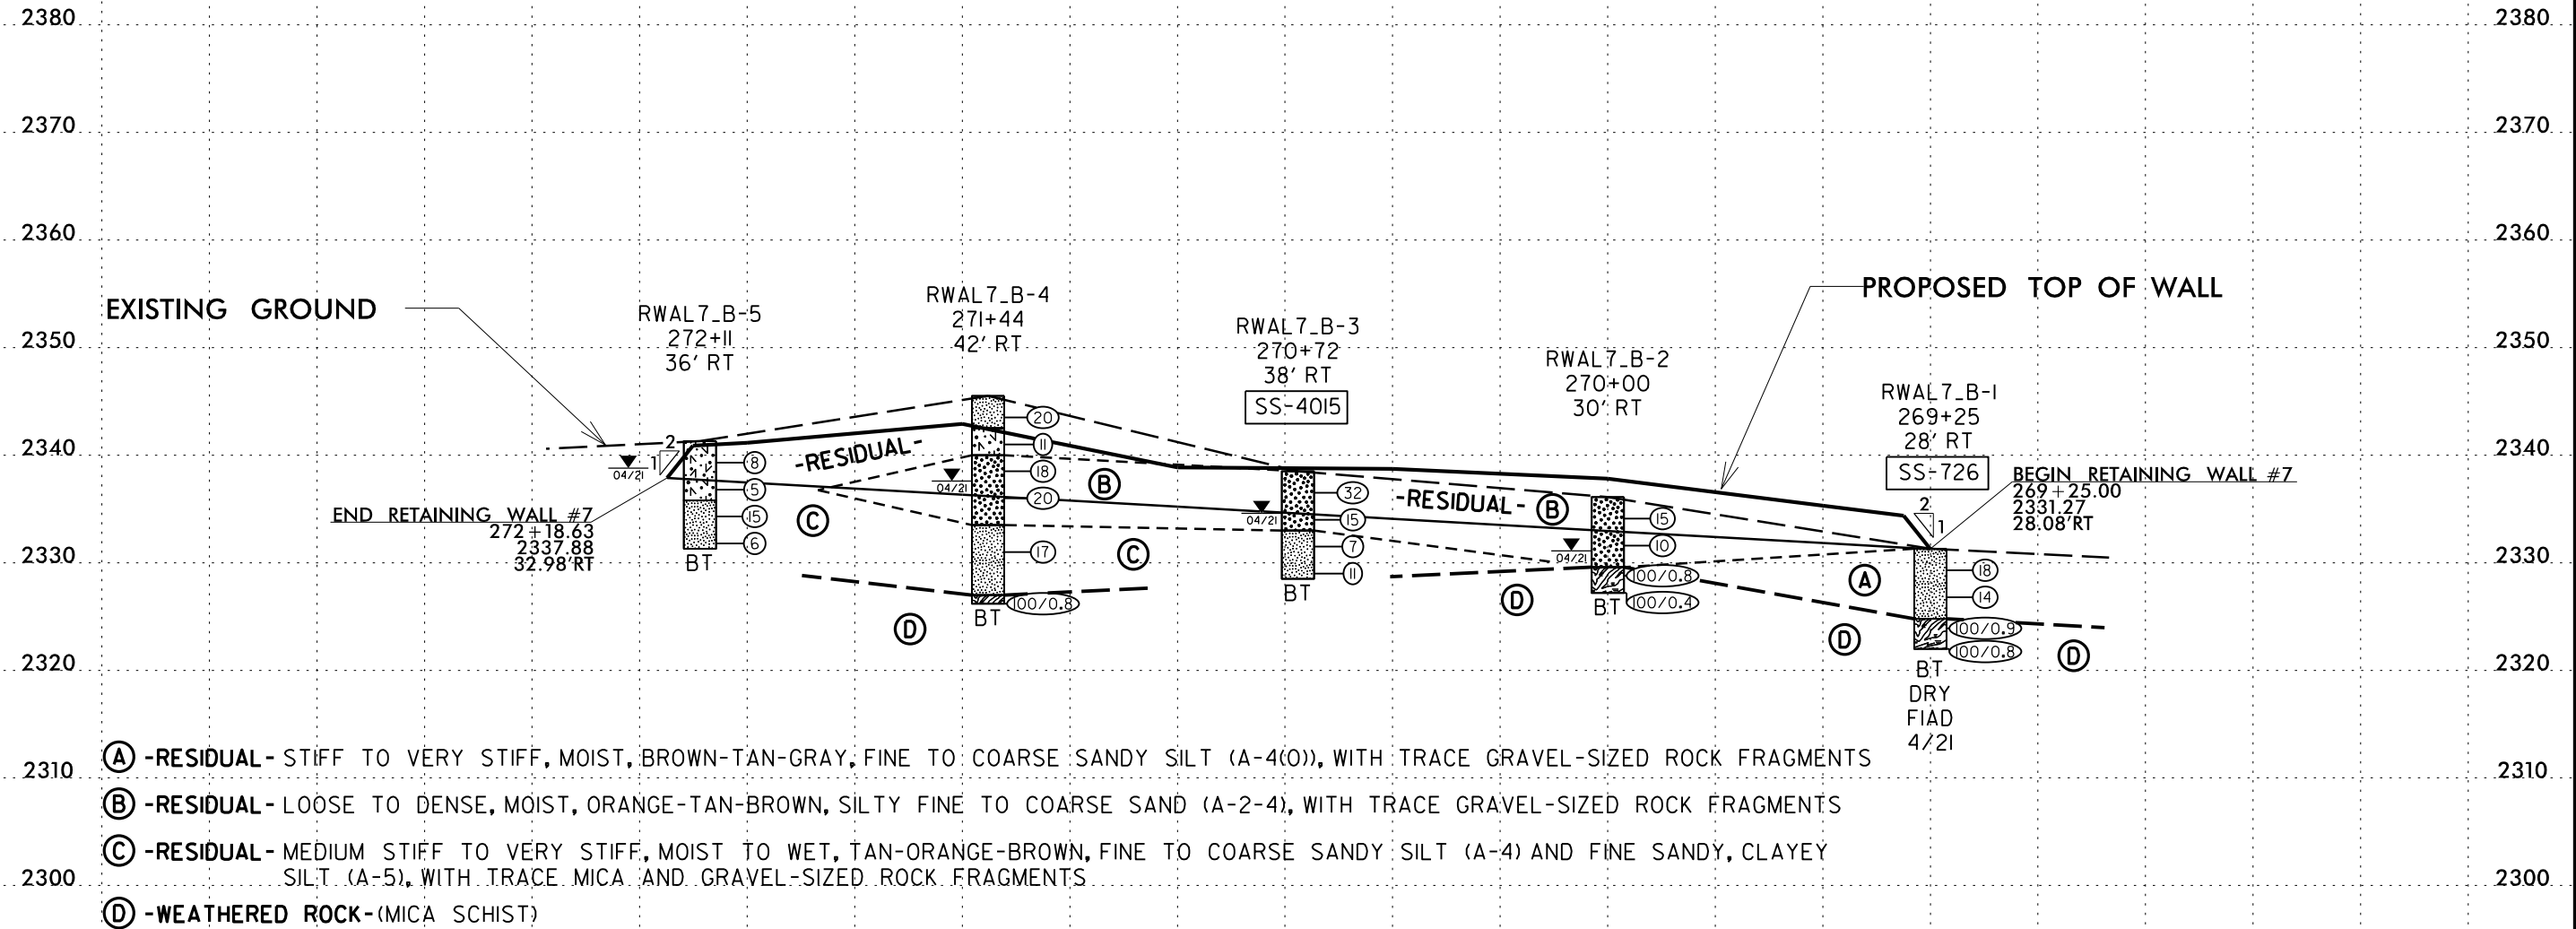 2380 2380
2370 2370
2360 2360
2350 2350
2340 2340
2330 2330
2320 2320
2310 2310
2300 2300
EXISTING GROUND
PROPOSED TOP OF WALL
RWAL7_B-5
272+11
36' RT
RWAL7_B-4
271+44
42' RT
RWAL7_B-3
270+72
38' RT
SS-4015
RWAL7_B-2
270+00
30' RT
RWAL7_B-1
269+25
28' RT
SS-726
BEGIN RETAINING WALL #7
269+25.00
2331.27
28.08'RT
END RETAINING WALL #7
272+18.63
2337.88
32.98'RT
2
1
04/21
8
5
15
6
BT
-RESIDUAL-
C
04/21
20
11
18
20
17
100/0.8
BT
D
B
C
04/21
32
15
7
11
BT
-RESIDUAL- B
04/21
15
10
100/0.8
100/0.4
BT
D
A
D
2
1
18
14
100/0.9
100/0.8
BT
DRY
FIAD
4/21
D
A -RESIDUAL- STIFF TO VERY STIFF, MOIST, BROWN-TAN-GRAY, FINE TO COARSE SANDY SILT (A-4(0)), WITH TRACE GRAVEL-SIZED ROCK FRAGMENTS
B -RESIDUAL- LOOSE TO DENSE, MOIST, ORANGE-TAN-BROWN, SILTY FINE TO COARSE SAND (A-2-4), WITH TRACE GRAVEL-SIZED ROCK FRAGMENTS
C -RESIDUAL- MEDIUM STIFF TO VERY STIFF, MOIST TO WET, TAN-ORANGE-BROWN, FINE TO COARSE SANDY SILT (A-4) AND FINE SANDY, CLAYEY
SILT (A-5), WITH TRACE MICA AND GRAVEL-SIZED ROCK FRAGMENTS
D -WEATHERED ROCK- (MICA SCHIST)